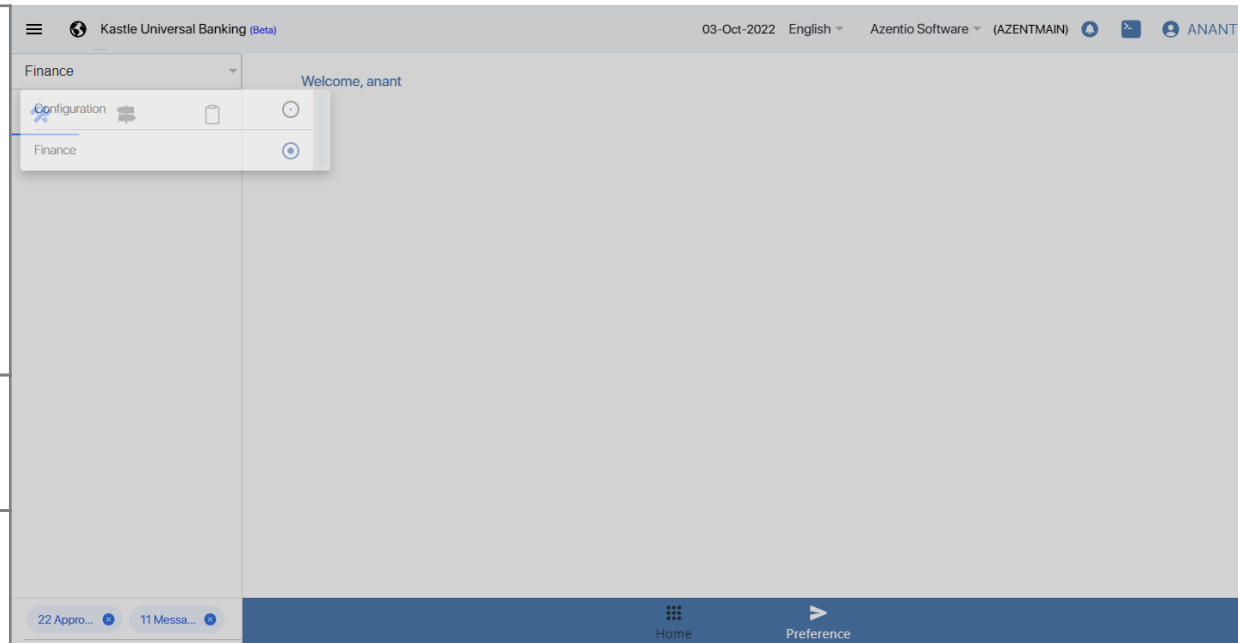 Kastle Universal Banking (Beta) 03-Oct-2022 English Azentio Software (AZENTMAIN) ANANT
Finance
Welcome, anant
Configuration
Finance
22 Appro... 11 Messa...
Home Preference